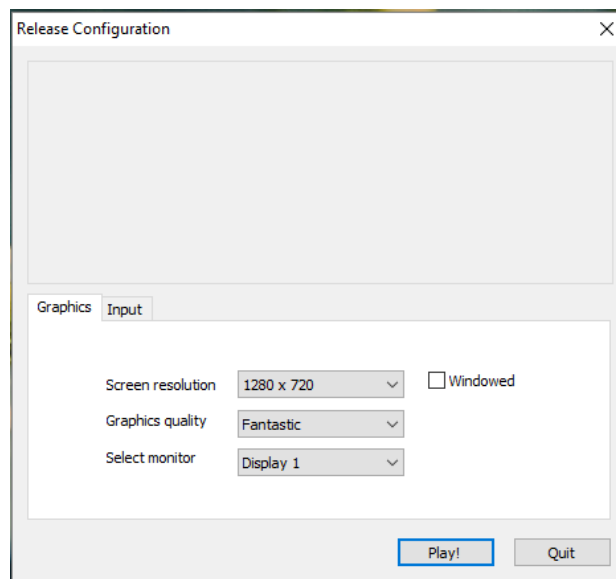 Release Configuration
Graphics Input
Screen resolution 1280 x 720 Windowed
Graphics quality Fantastic
Select monitor Display 1
Play! Quit